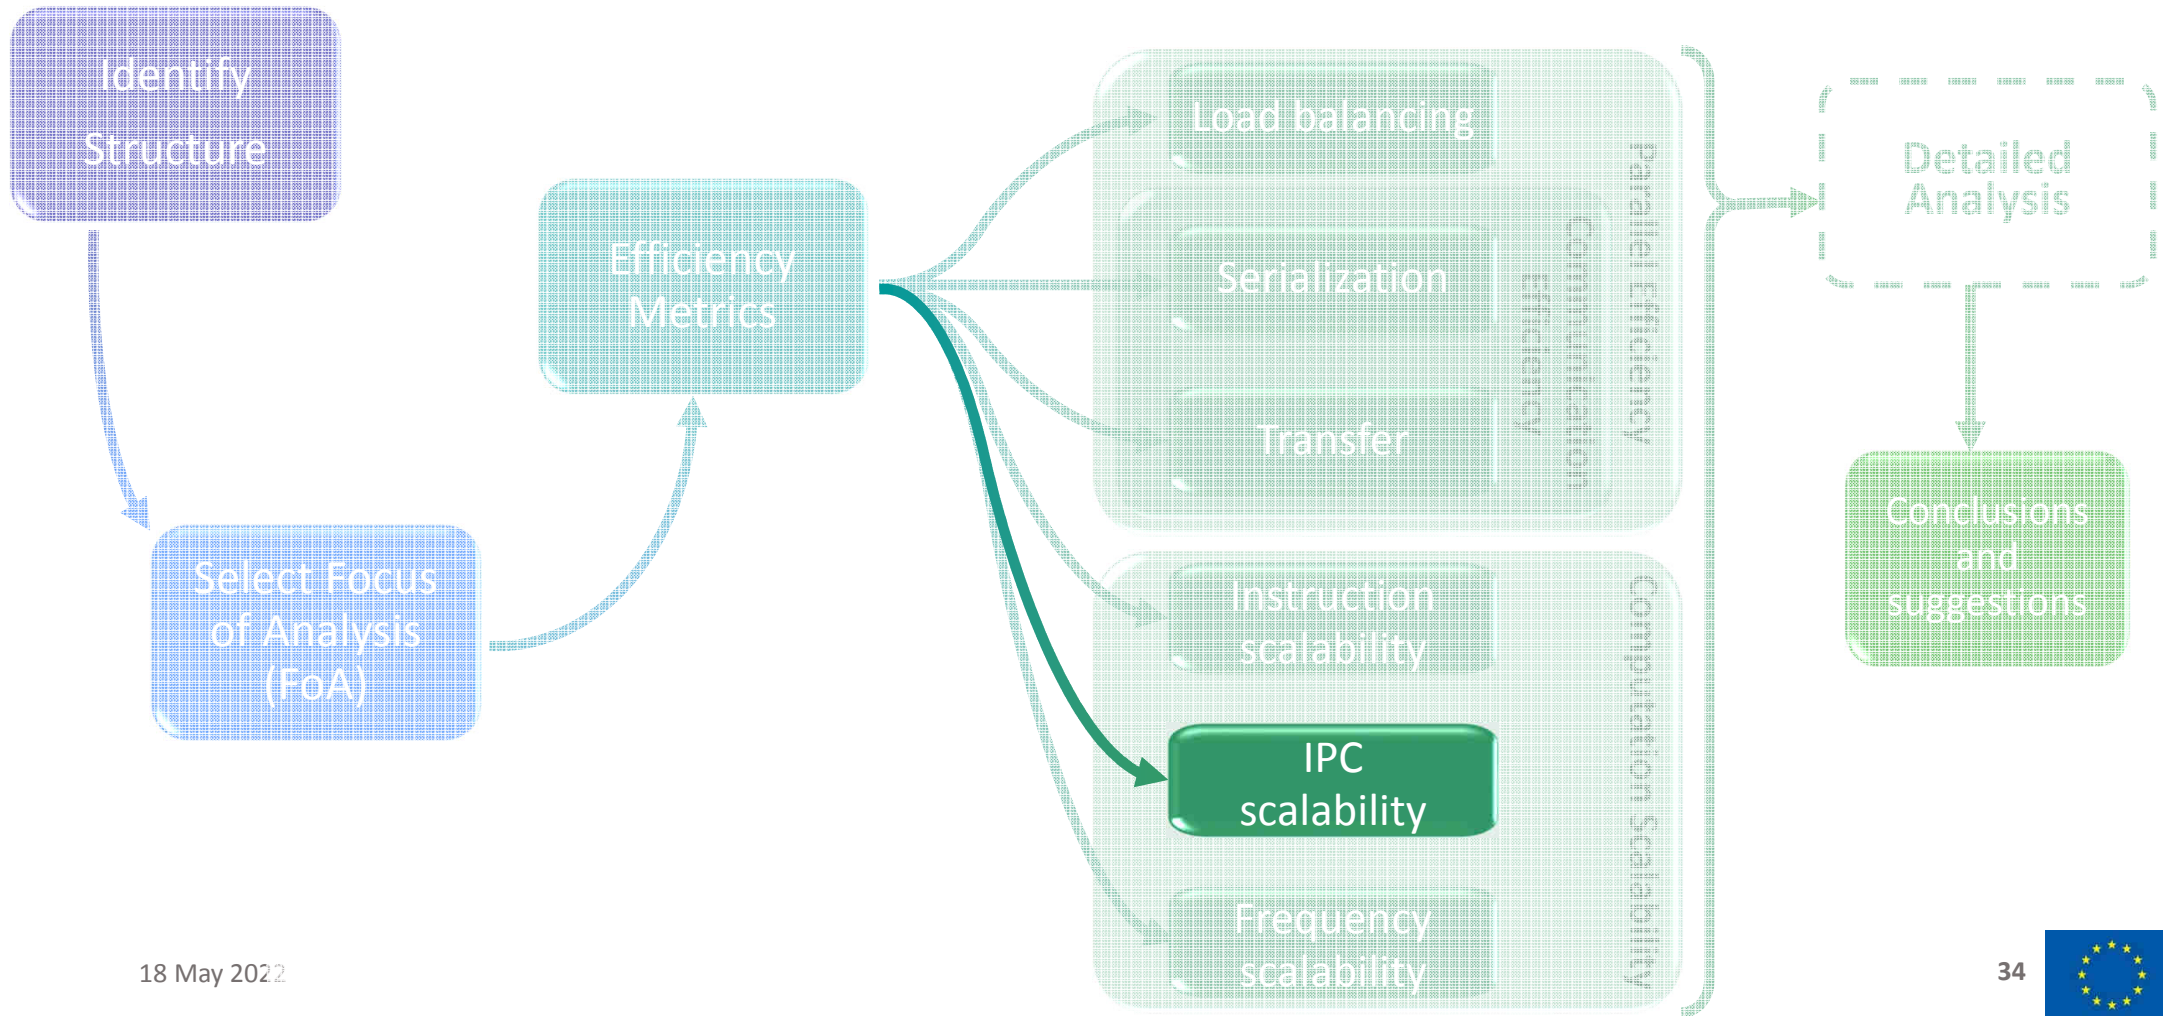 Identify
Structure
Select Focus
of Analysis
(FoA)
Efficiency
Metrics
Load balancing
Serialization
Transfer
Communication
Efficiency
Parallel Efficiency
Instruction
scalability
IPC
scalability
Frequency
scalability
Computation Scalability
Detailed
Analysis
Conclusions
and
suggestions
18 May 2022
34